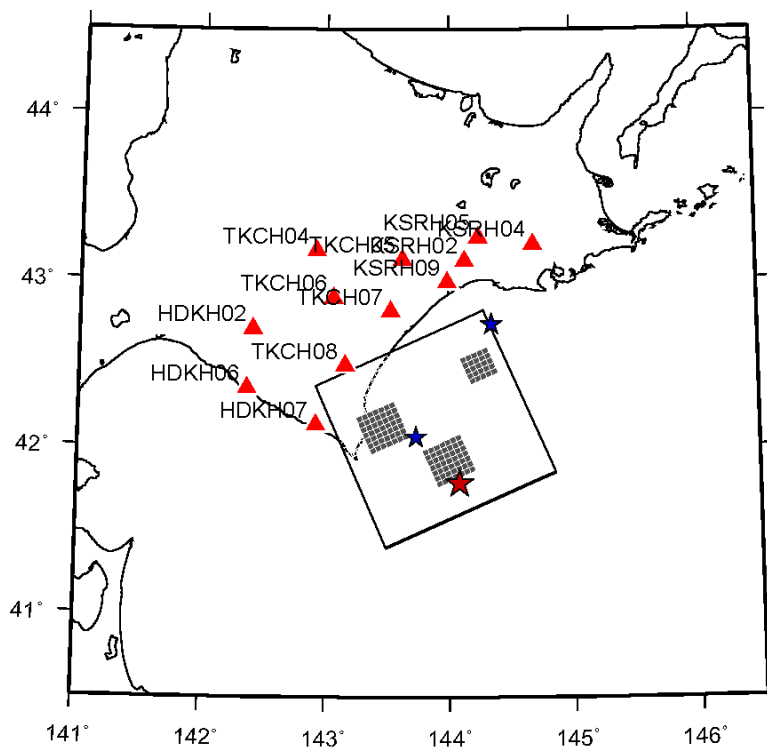 44°
43°
42°
41°
KSRH05
KSRH04
TKCH04
TKCH05
KSRH02
KSRH09
TKCH06
TKCH07
HDKH02
TKCH08
HDKH06
HDKH07
141°
142°
143°
144°
145°
146°